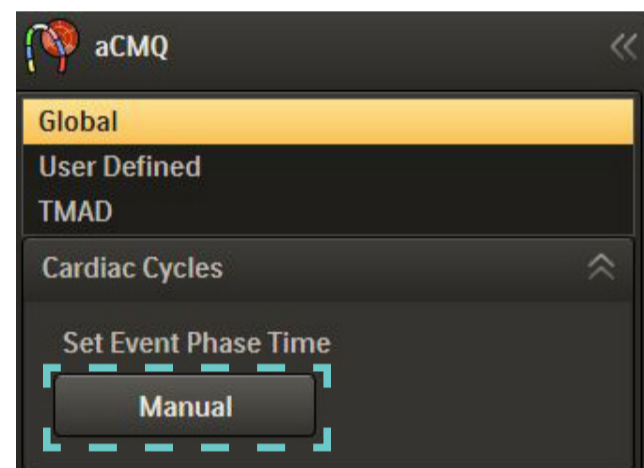 aCMQ
Global
User Defined
TMAD
Cardiac Cycles
Set Event Phase Time
Manual